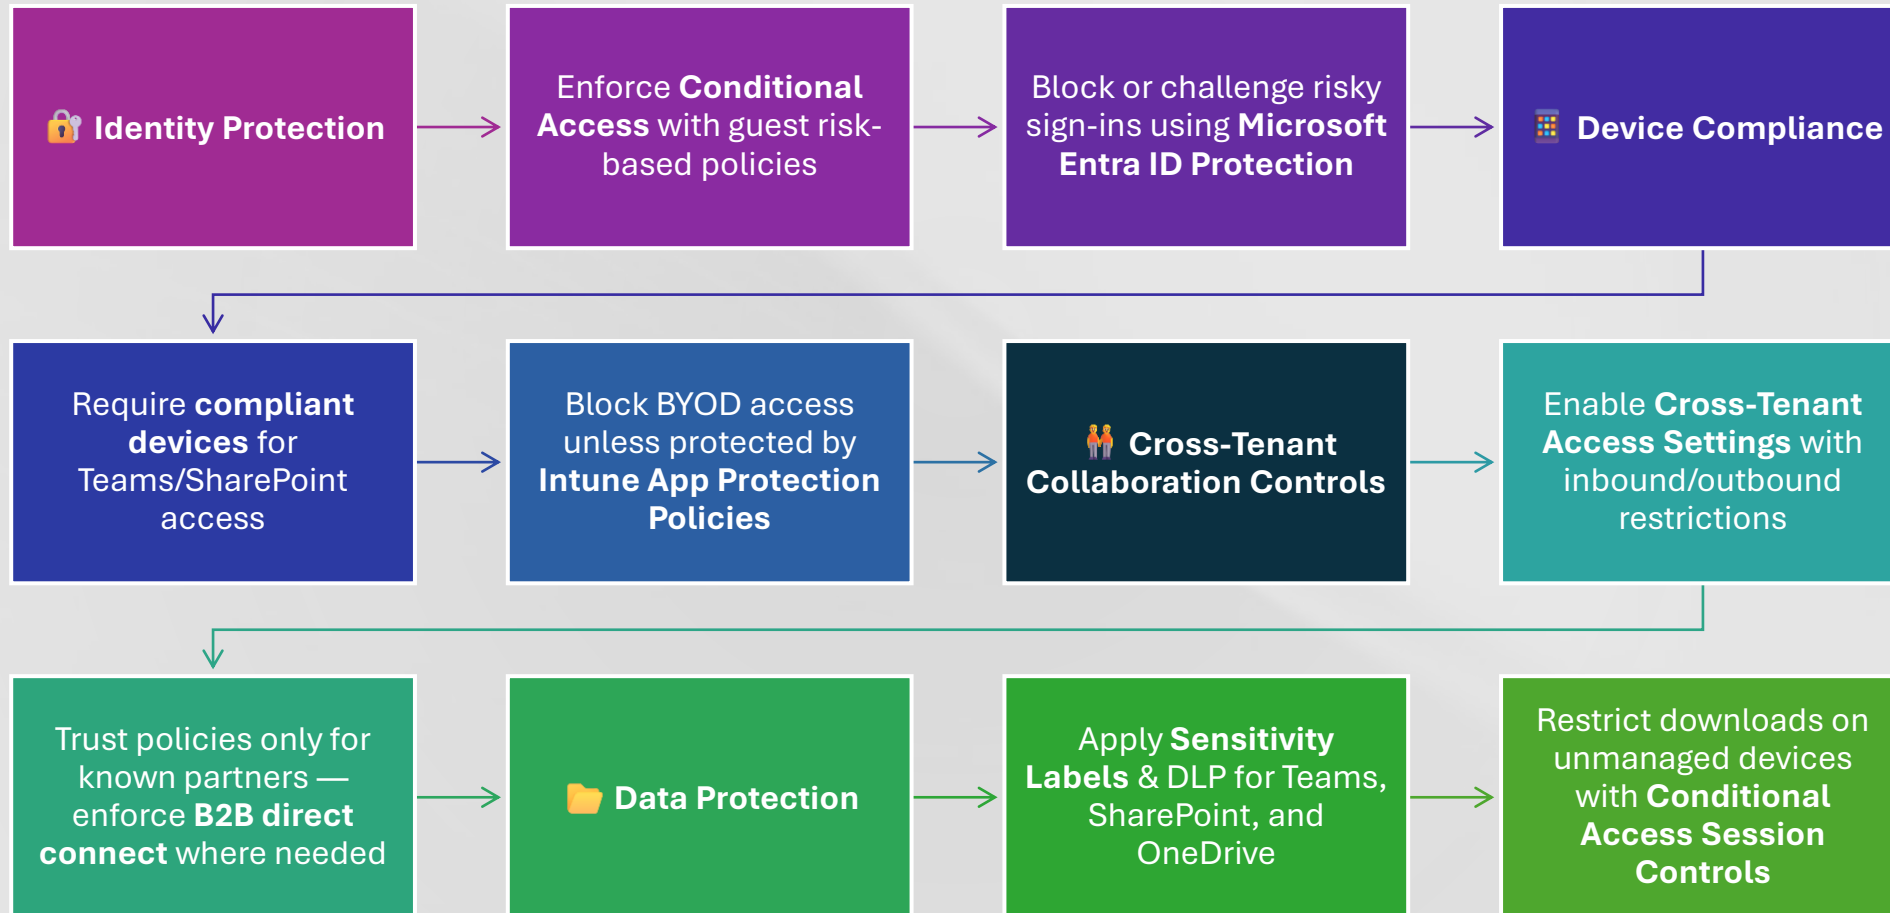 🔐 Identity Protection
Enforce Conditional
Access with guest risk-
based policies
Block or challenge risky
sign-ins using Microsoft
Entra ID Protection
📱 Device Compliance
Require compliant
devices for
Teams/SharePoint
access
Block BYOD access
unless protected by
Intune App Protection
Policies
🧑‍🤝‍🧑 Cross-Tenant
Collaboration Controls
Enable Cross-Tenant
Access Settings with
inbound/outbound
restrictions
Trust policies only for
known partners —
enforce B2B direct
connect where needed
📂 Data Protection
Apply Sensitivity
Labels & DLP for Teams,
SharePoint, and
OneDrive
Restrict downloads on
unmanaged devices
with Conditional
Access Session
Controls